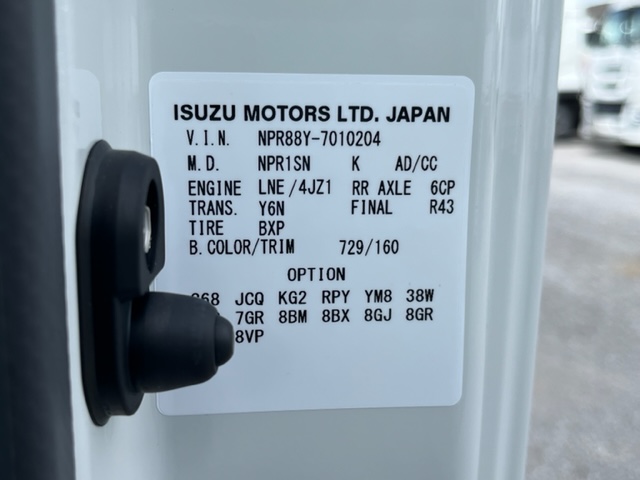 ISUZU MOTORS LTD. JAPAN
V.I.N. NPR88Y-7010204
M.D. NPR1SN K AD/CC
ENGINE LNE/4JZ1 RR AXLE 6CP
TRANS. Y6N FINAL R43
TIRE BXP
B.COLOR/TRIM 729/160
OPTION
JCQ KG2 RPY YM8 38W
7GR 8BM 8BX 8GJ 8GR
8VP